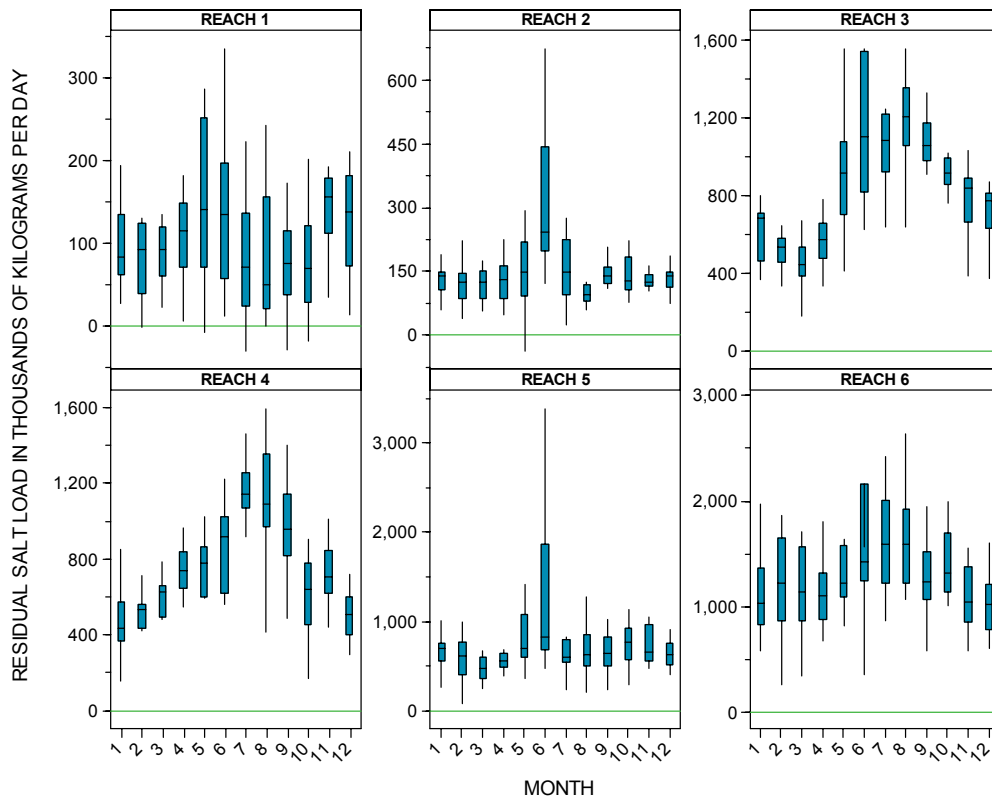 RESIDUAL SALT LOAD IN THOUSANDS OF KILOGRAMS PER DAY
REACH 1
300
200
100
0
REACH 2
600
450
300
150
0
REACH 3
1,600
1,200
800
400
0
REACH 4
1,600
1,200
800
400
0
1 2 3 4 5 6 7 8 9 10 11 12
REACH 5
3,000
2,000
1,000
0
1 2 3 4 5 6 7 8 9 10 11 12
REACH 6
3,000
2,000
1,000
0
1 2 3 4 5 6 7 8 9 10 11 12
MONTH